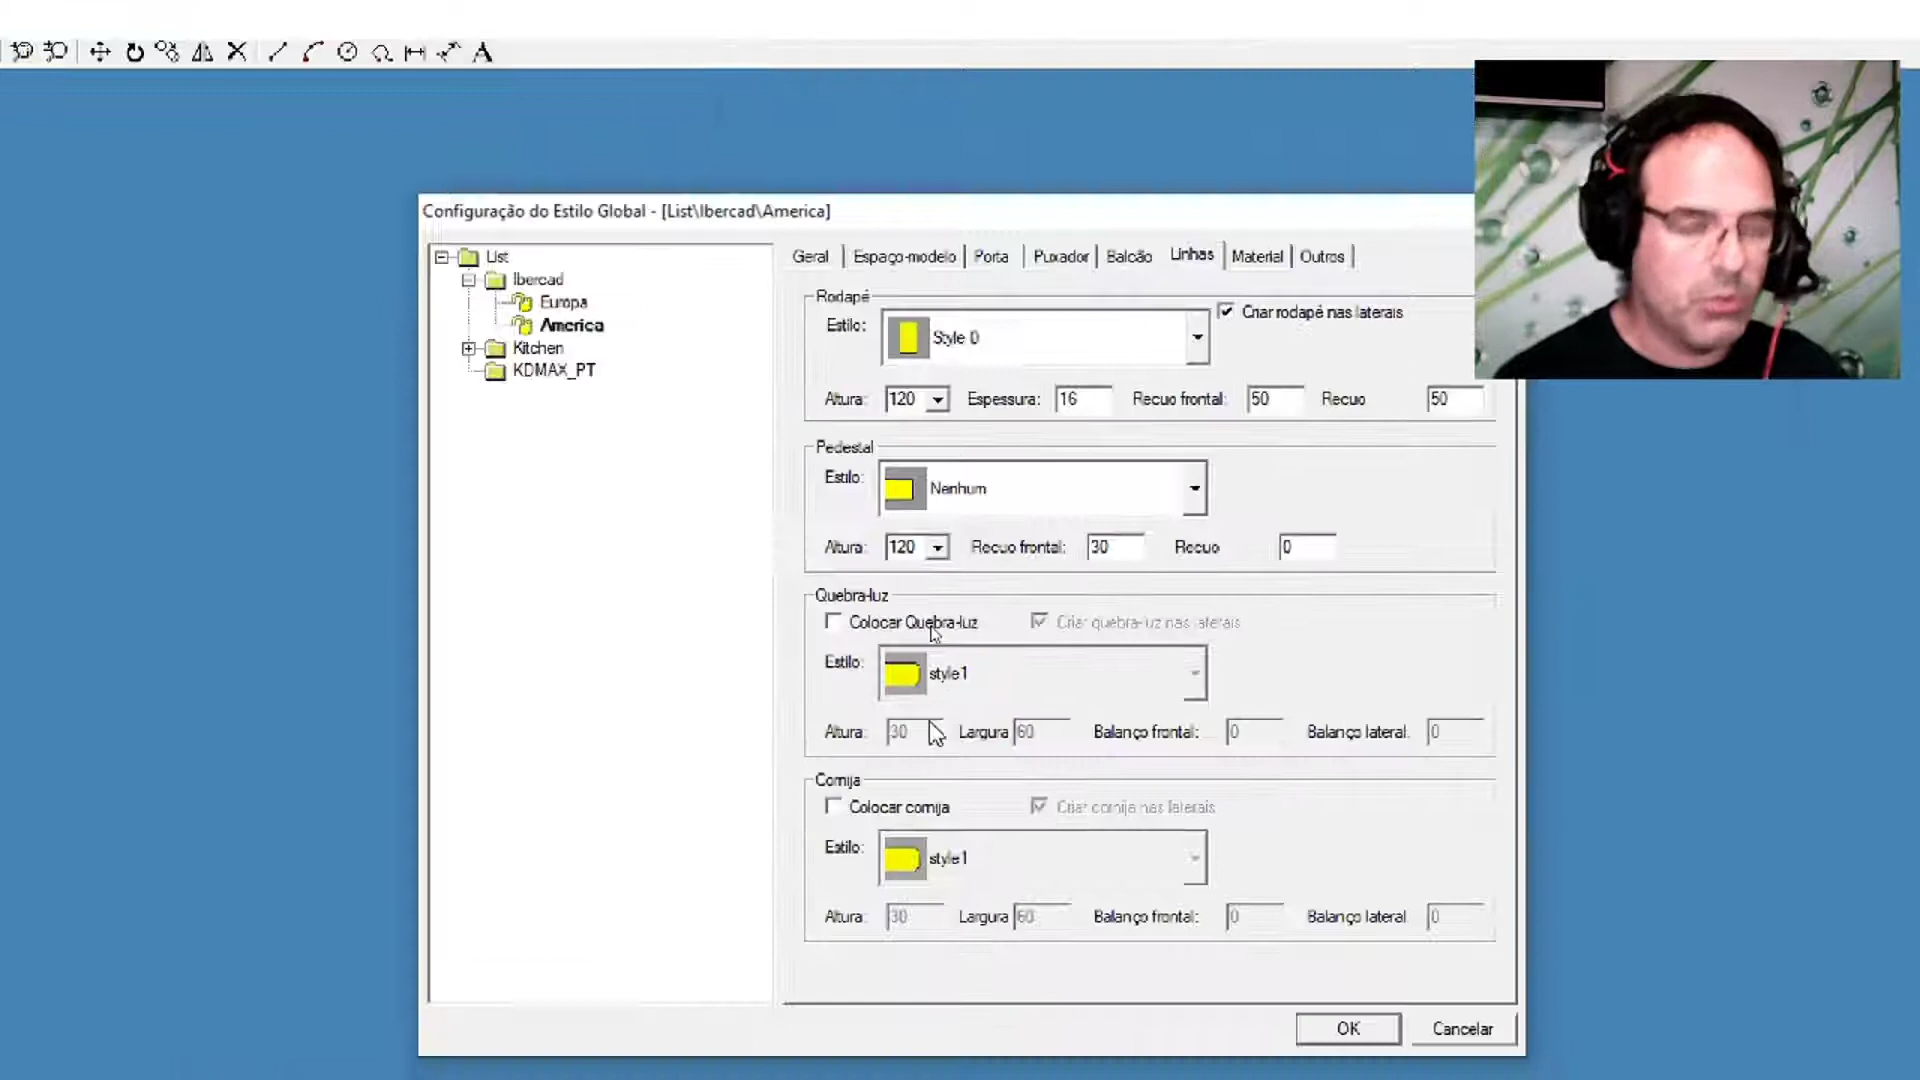 Configuração do Estilo Global - [List\Ibercad\America]
List
Ibercad
Europa
America
Kitchen
KDMAX_PT
Geral Espaço-modelo Porta Puxador Balcão Linhas Material Outros
Rodapé
Estilo: Style 0 Criar rodapé nas laterais
Altura: 120 Espessura: 16 Recuo frontal: 50 Recuo 50
Pedestal
Estilo: Nenhum
Altura: 120 Recuo frontal: 30 Recuo 0
Quebra-luz
Colocar Quebra-luz Criar quebra-luz nas laterais
Estilo: style1
Altura: 30 Largura 60 Balanço frontal: 0 Balanço lateral: 0
Cornija
Colocar cornija Criar cornija nas laterais
Estilo: style1
Altura: 30 Largura 60 Balanço frontal: 0 Balanço lateral 0
OK Cancelar